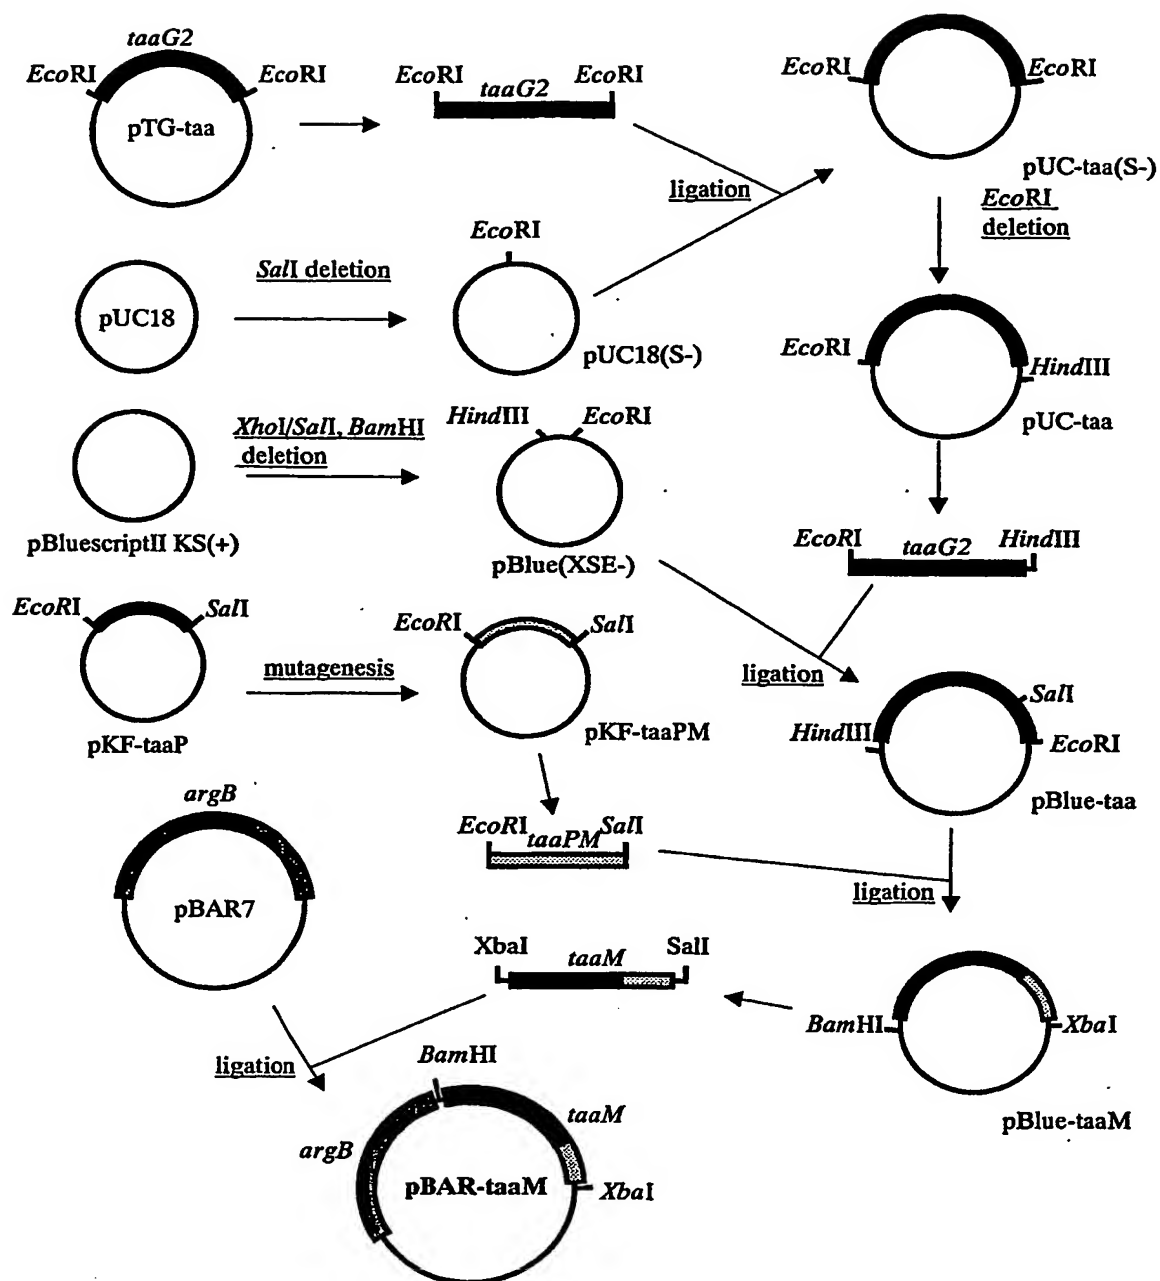 taaG2
EcoRI
EcoRI
pTG-taa
EcoRI
EcoRI
taaG2
ligation
EcoRI
EcoRI
pUC-taa(S-)
EcoRI
deletion
pUC18
SalI deletion
EcoRI
pUC18(S-)
EcoRI
HindIII
pUC-taa
pBluescriptII KS(+)
XhoI/SalI, BamHI
deletion
HindIII
EcoRI
pBlue(XSE-)
EcoRI
taaG2
HindIII
ligation
EcoRI
SalI
pKF-taaP
mutagenesis
EcoRI
SalI
pKF-taaPM
HindIII
SalI
EcoRI
pBlue-taa
argB
pBAR7
EcoRI
taaPM
SalI
ligation
XbaI
taaM
SalI
BamHI
XbaI
pBlue-taaM
ligation
BamHI
argB
taaM
pBAR-taaM
XbaI